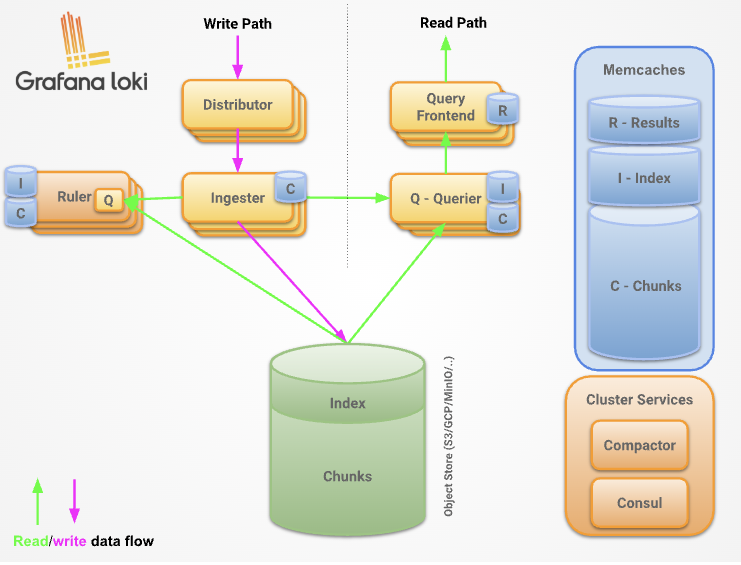 Write Path
Read Path
Grafana loki
Distributor
Query
Frontend
R
I
C
Ruler
Q
Ingester
C
Q - Querier
I
C
Index
Chunks
Object Store (S3/GCP/MinIO/..)
Memcaches
R - Results
I - Index
C - Chunks
Cluster Services
Compactor
Consul
Read/write data flow